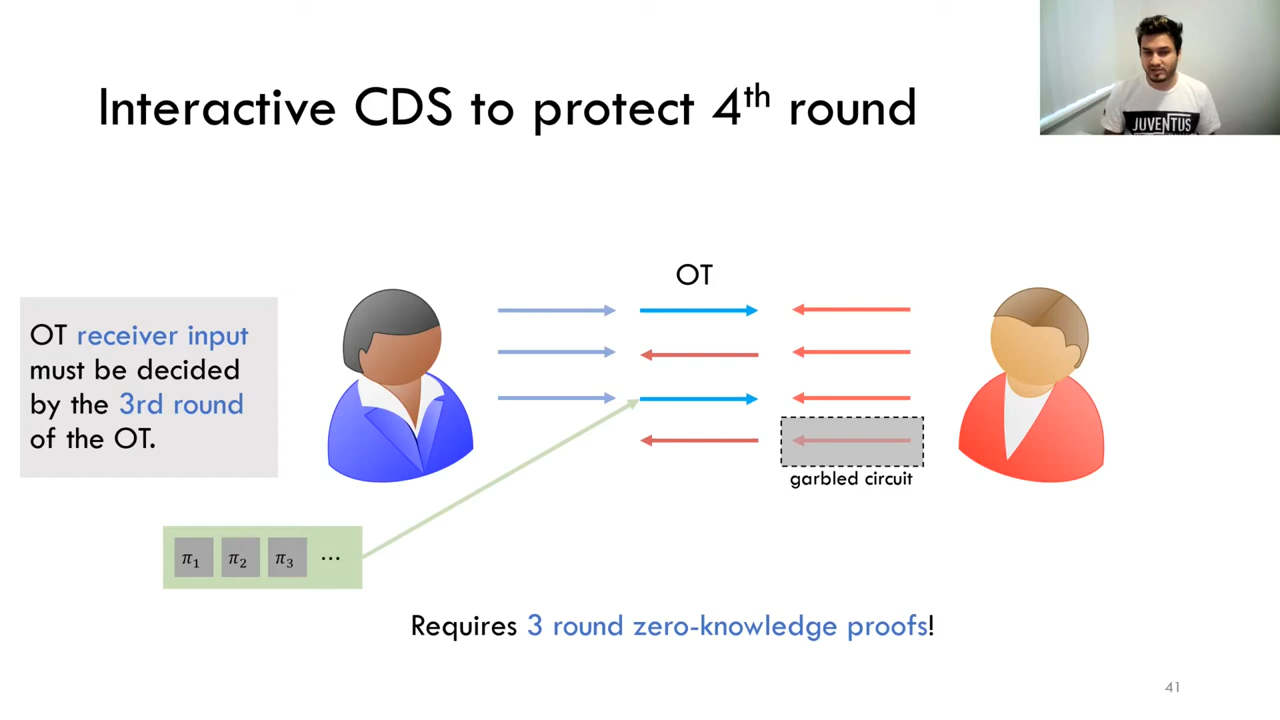 Interactive CDS to protect 4th round
JUVENTUS
OT
OT receiver input
must be decided
by the 3rd round
of the OT.
garbled circuit
π1 π2 π3 ...
Requires 3 round zero-knowledge proofs!
41